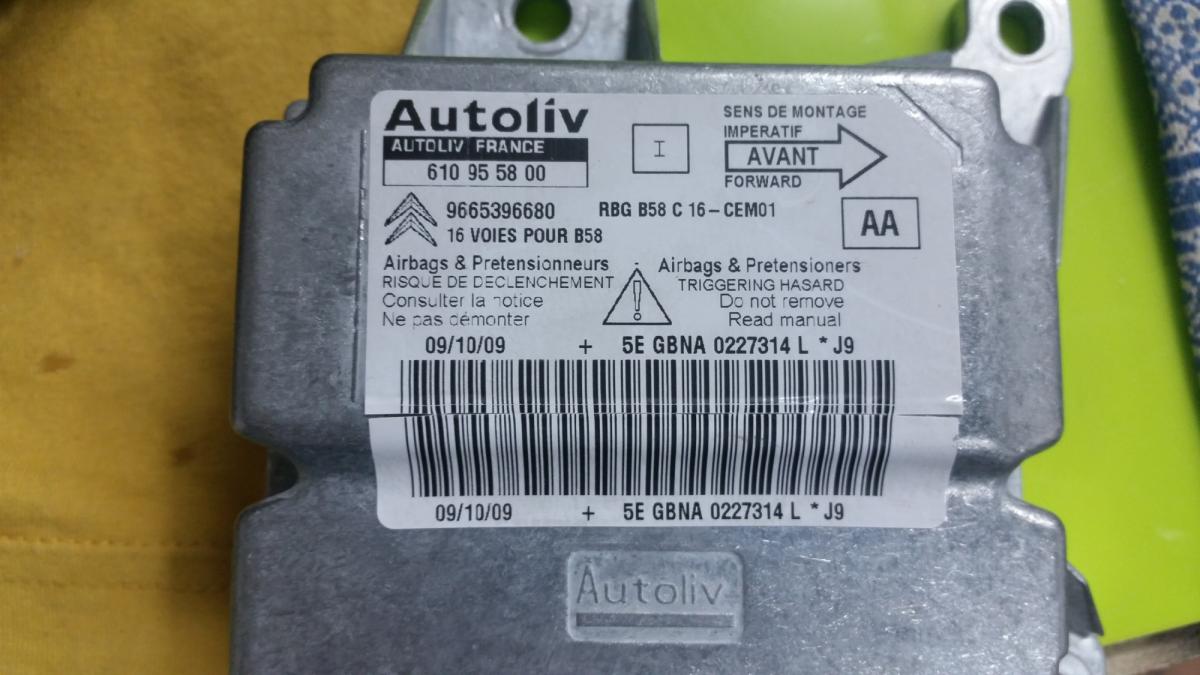 Autoliv
AUTOLIV FRANCE
610 95 58 00
I
SENS DE MONTAGE
IMPERATIF
AVANT
FORWARD
9665396680 RBG B58 C 16-CEM01
16 VOIES POUR B58
AA
Airbags & Pretensionneurs
RISQUE DE DECLENCHEMENT
Consulter la notice
Ne pas démonter
Airbags & Pretensioners
TRIGGERING HASARD
Do not remove
Read manual
09/10/09 + 5E GBNA 0227314 L * J9
09/10/09 + 5E GBNA 0227314 L * J9
Autoliv